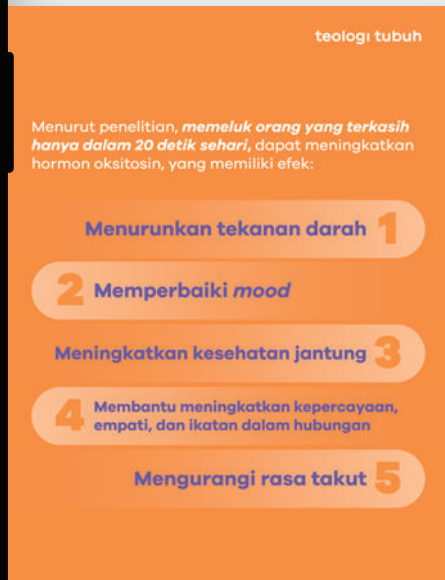 teologi tubuh
Menurut penelitian, memeluk orang yang terkasih
hanya dalam 20 detik sehari, dapat meningkatkan
hormon oksitosin, yang memiliki efek:
Menurunkan tekanan darah 1
2 Memperbaiki mood
Meningkatkan kesehatan jantung 3
4 Membantu meningkatkan kepercayaan,
empati, dan ikatan dalam hubungan
Mengurangi rasa takut 5